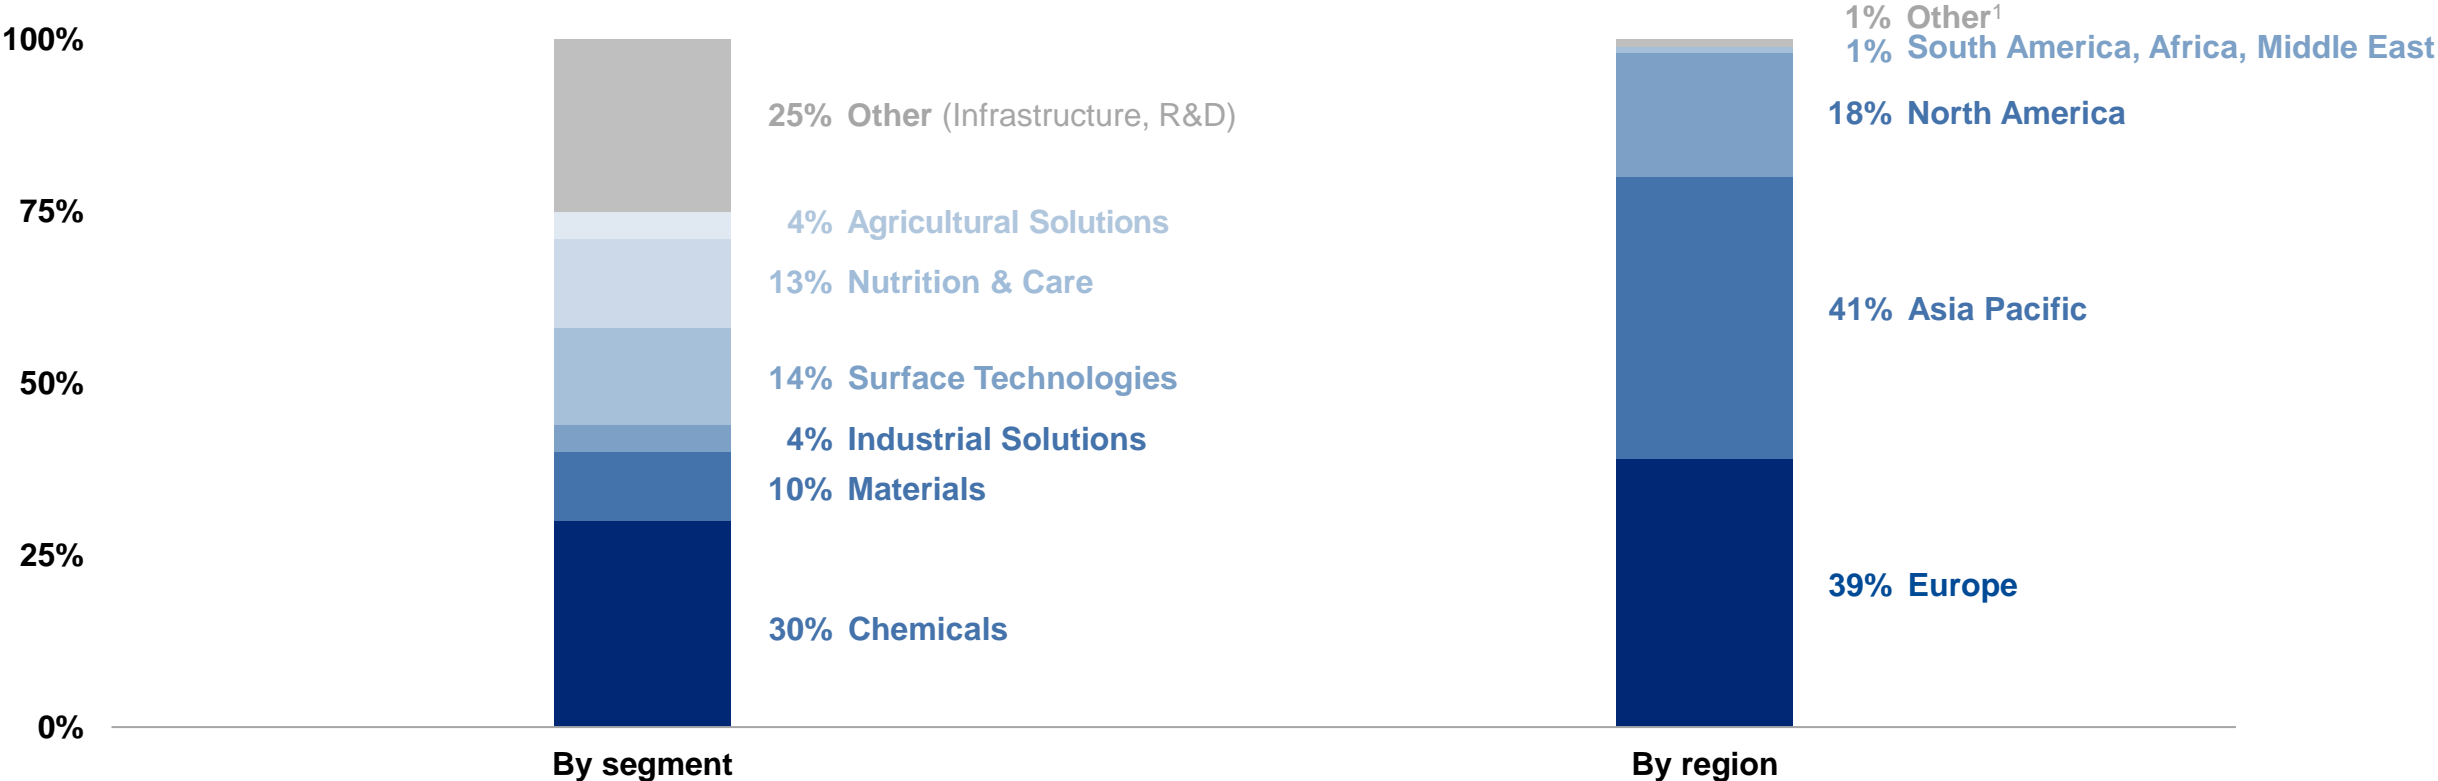 100%
75%
50%
25%
0%
25% Other (Infrastructure, R&D)
4% Agricultural Solutions
13% Nutrition & Care
14% Surface Technologies
4% Industrial Solutions
10% Materials
30% Chemicals
By segment
1% Other¹
1% South America, Africa, Middle East
18% North America
41% Asia Pacific
39% Europe
By region